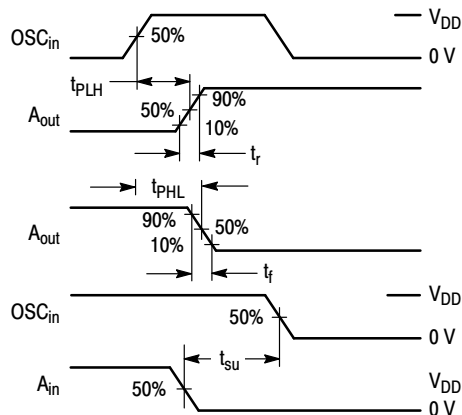 V_DD
OSC_in 50% 0 V
t_PLH 90%
A_out 50% 10%
t_r
t_PHL
A_out 90% 50%
10%
t_f
OSC_in V_DD
50% 0 V
t_su
A_in 50% V_DD
0 V